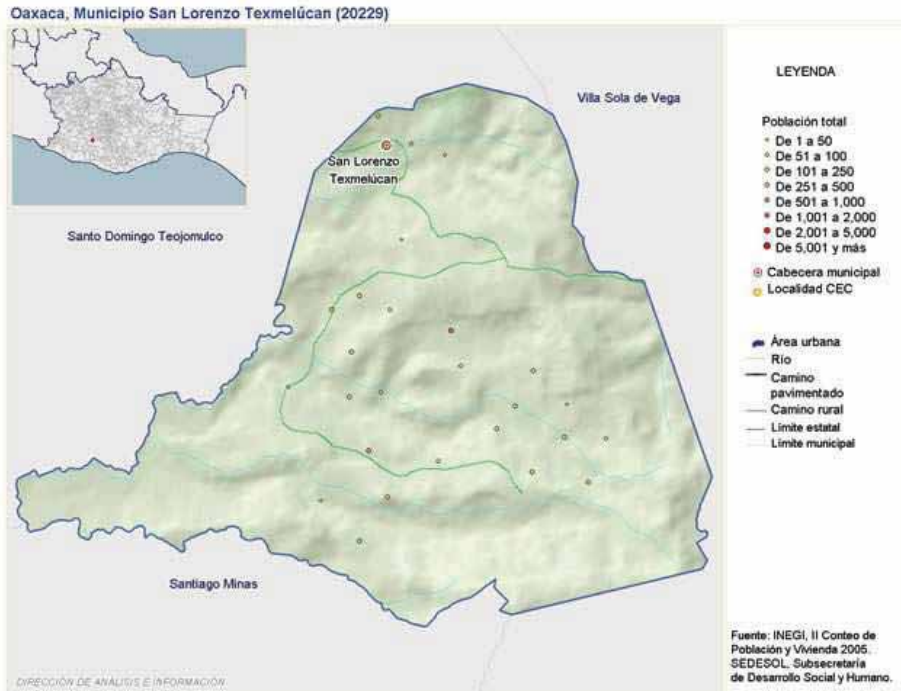 Oaxaca, Municipio San Lorenzo Texmelúcan (20229)
Villa Sola de Vega
San Lorenzo
Texmelúcan
Santo Domingo Teojomulco
Santiago Minas
DIRECCIÓN DE ANÁLISIS E INFORMACIÓN
LEYENDA
Población total
De 1 a 50
De 51 a 100
De 101 a 250
De 251 a 500
De 501 a 1,000
De 1,001 a 2,000
De 2,001 a 5,000
De 5,001 y más
Cabecera municipal
Localidad CEC
Área urbana
Río
Camino
pavimentado
Camino rural
Límite estatal
Límite municipal
Fuente: INEGI, II Conteo de
Población y Vivienda 2005.
SEDESOL, Subsecretaría
de Desarrollo Social y Humano.